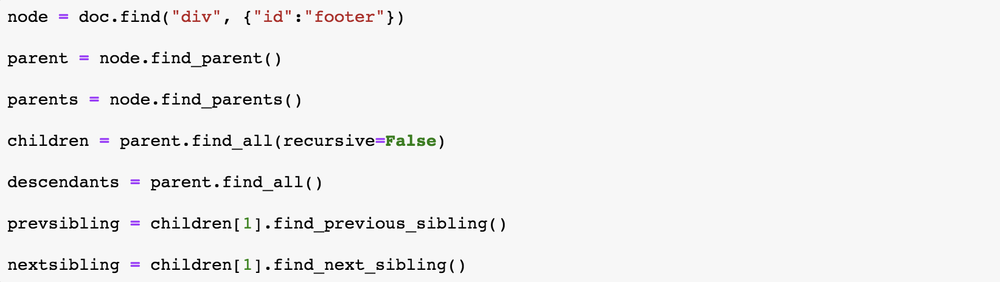 node = doc.find("div", {"id":"footer"})
parent = node.find_parent()
parents = node.find_parents()
children = parent.find_all(recursive=False)
descendants = parent.find_all()
prevsibling = children[1].find_previous_sibling()
nextsibling = children[1].find_next_sibling()